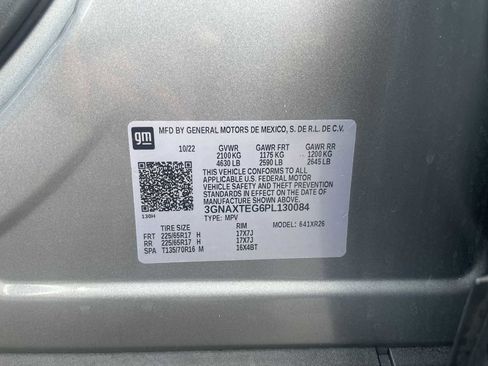 gm
MFD BY GENERAL MOTORS DE MEXICO, S. DE R.L. DE C.V.
10/22 GVWR GAWR FRT GAWR RR
2100 KG 1175 KG 1200 KG
4630 LB 2590 LB 2645 LB
THIS VEHICLE CONFORMS TO ALL APPLICABLE
U.S. FEDERAL MOTOR
VEHICLE SAFETY AND THEFT PREVENTION
STANDARDS IN EFFECT ON THE DATE OF
MANUFACTURE SHOWN ABOVE.
3GNAXTEG6PL130084
130H TYPE: MPV MODEL: 641XR26
TIRE SIZE RIM
FRT 225/65R17 H 17X7J
RR 225/65R17 H 17X7J
SPA T135/70R16 M 16X4BT